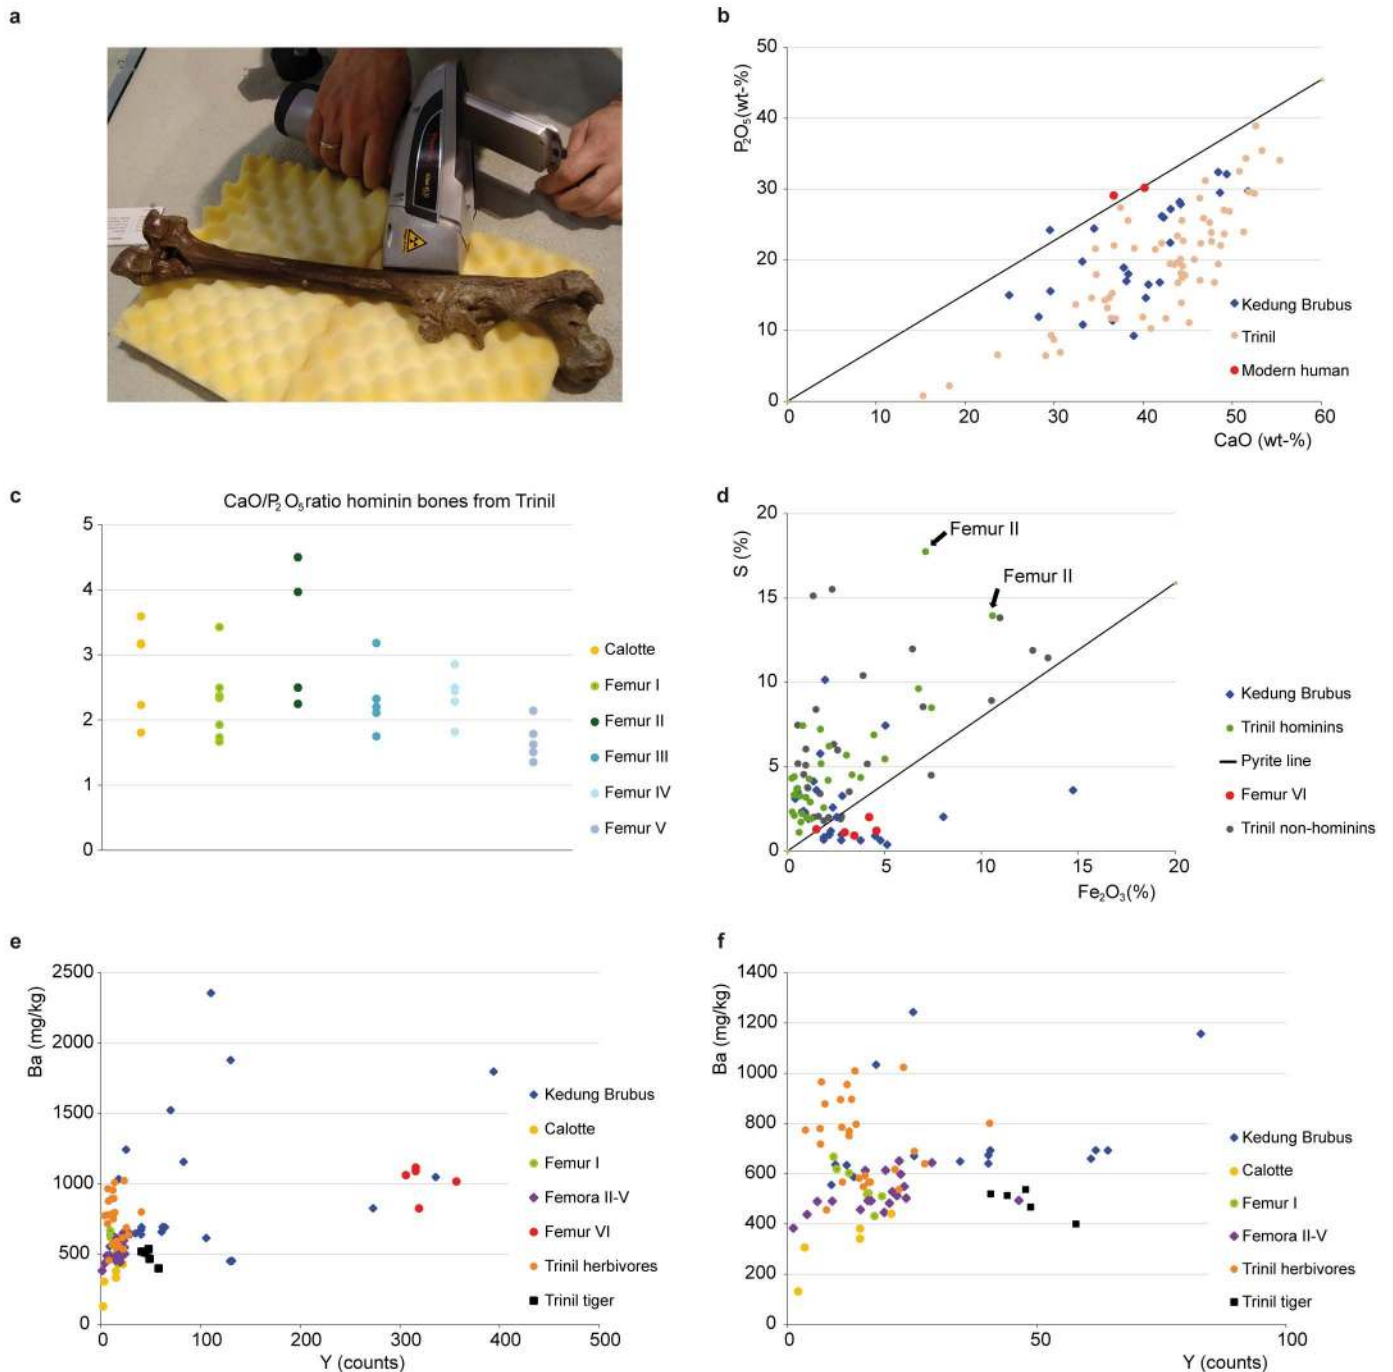 a
b
50
40
30
20
10
0
P₂O₅(wt-%)
0 10 20 30 40 50 60
CaO (wt-%)
Kedung Brubus
Trinil
Modern human
c
CaO/P₂O₅ratio hominin bones from Trinil
5
4
3
2
1
0
Calotte
Femur I
Femur II
Femur III
Femur IV
Femur V
d
20
15
10
5
0
S (%)
Femur II
Femur II
0 5 10 15 20
Fe₂O₃(%)
Kedung Brubus
Trinil hominins
Pyrite line
Femur VI
Trinil non-hominins
e
2500
2000
1500
1000
500
0
Ba (mg/kg)
0 100 200 300 400 500
Y (counts)
Kedung Brubus
Calotte
Femur I
Femora II-V
Femur VI
Trinil herbivores
Trinil tiger
f
1400
1200
1000
800
600
400
200
0
Ba (mg/kg)
0 50 100
Y (counts)
Kedung Brubus
Calotte
Femur I
Femora II-V
Trinil herbivores
Trinil tiger